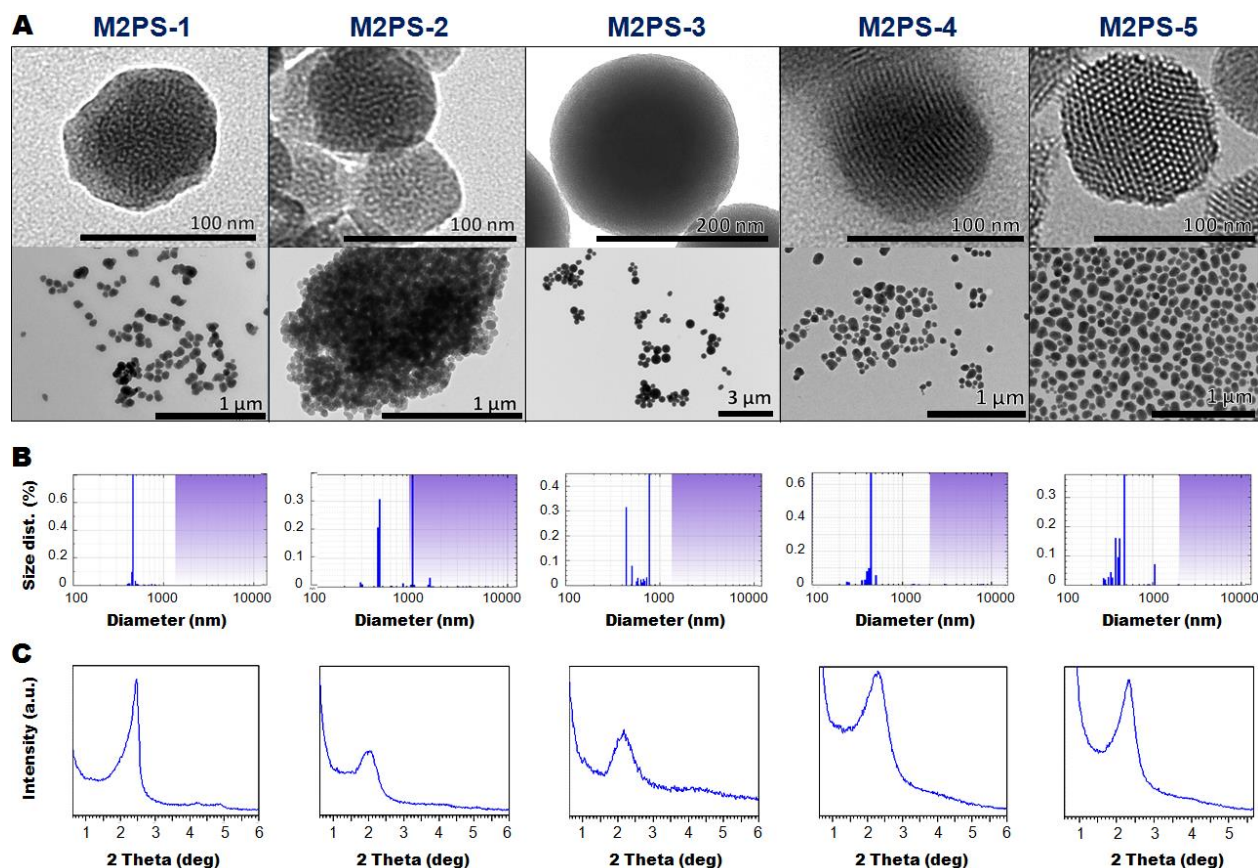 A M2PS-1 M2PS-2 M2PS-3 M2PS-4 M2PS-5
100 nm 100 nm 200 nm 100 nm 100 nm
1 μm 1 μm 3 μm 1 μm 1 μm
B
Size dist. (%)
0.6
0.4
0.2
0
100 1000 10000
Diameter (nm)
0.3
0.2
0.1
0
100 1000 10000
Diameter (nm)
0.4
0.3
0.2
0.1
0
100 1000 10000
Diameter (nm)
0.6
0.5
0.4
0.3
0.2
0.1
0
100 1000 10000
Diameter (nm)
0.3
0.2
0.1
0
100 1000 10000
Diameter (nm)
C
Intensity (a.u.)
1 2 3 4 5 6
2 Theta (deg)
1 2 3 4 5 6
2 Theta (deg)
1 2 3 4 5 6
2 Theta (deg)
1 2 3 4 5 6
2 Theta (deg)
1 2 3 4 5
2 Theta (deg)